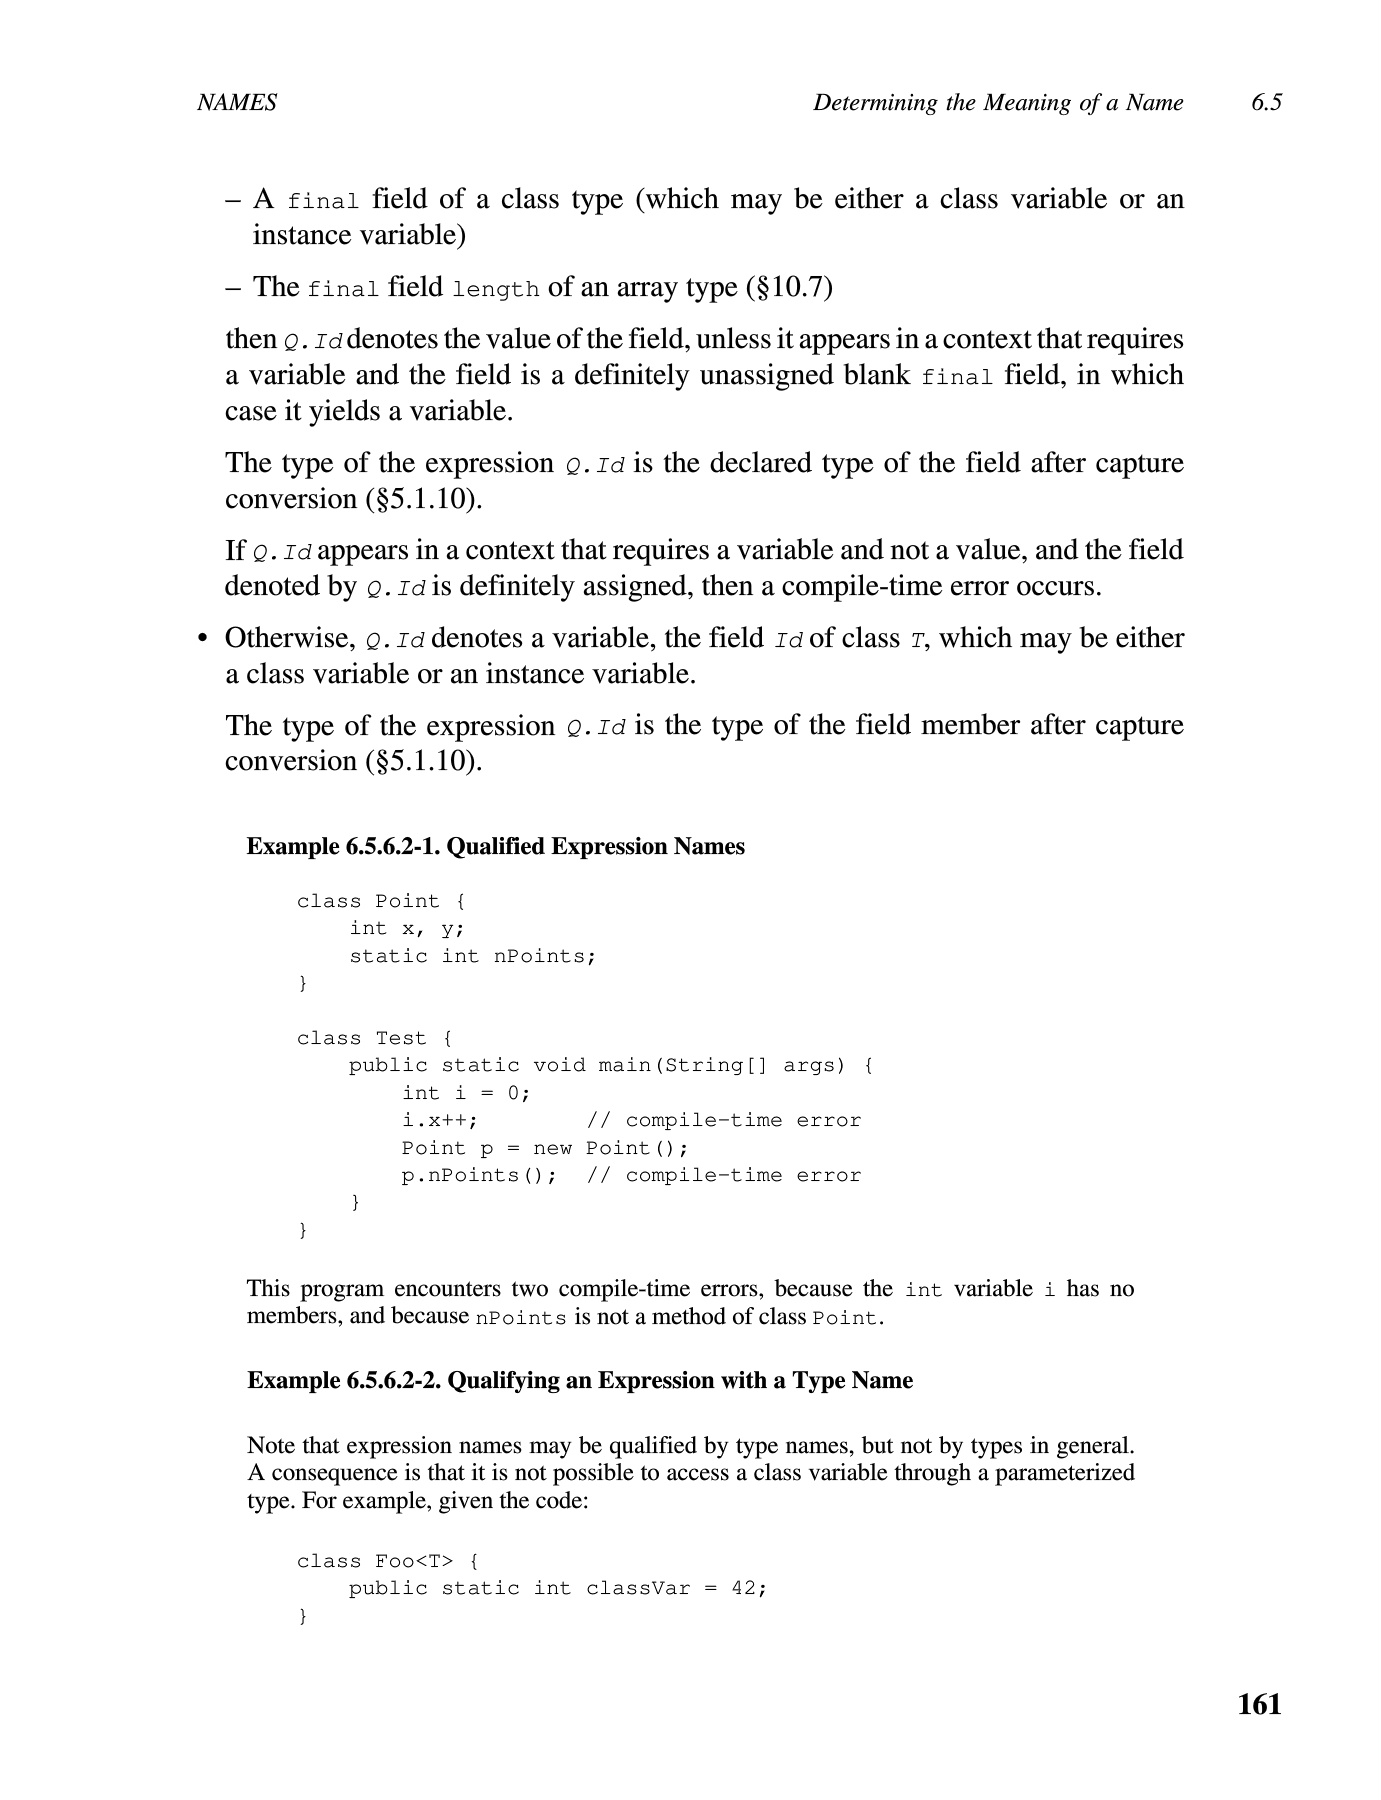 NAMES Determining the Meaning of a Name 6.5
– A final field of a class type (which may be either a class variable or an
instance variable)
– The final field length of an array type (§10.7)
then Q.Id denotes the value of the field, unless it appears in a context that requires
a variable and the field is a definitely unassigned blank final field, in which
case it yields a variable.
The type of the expression Q.Id is the declared type of the field after capture
conversion (§5.1.10).
If Q.Id appears in a context that requires a variable and not a value, and the field
denoted by Q.Id is definitely assigned, then a compile-time error occurs.
• Otherwise, Q.Id denotes a variable, the field Id of class T, which may be either
a class variable or an instance variable.
The type of the expression Q.Id is the type of the field member after capture
conversion (§5.1.10).
Example 6.5.6.2-1. Qualified Expression Names
class Point {
    int x, y;
    static int nPoints;
}
class Test {
    public static void main(String[] args) {
        int i = 0;
        i.x++;        // compile-time error
        Point p = new Point();
        p.nPoints();  // compile-time error
    }
}
This program encounters two compile-time errors, because the int variable i has no
members, and because nPoints is not a method of class Point.
Example 6.5.6.2-2. Qualifying an Expression with a Type Name
Note that expression names may be qualified by type names, but not by types in general.
A consequence is that it is not possible to access a class variable through a parameterized
type. For example, given the code:
class Foo<T> {
    public static int classVar = 42;
}
161